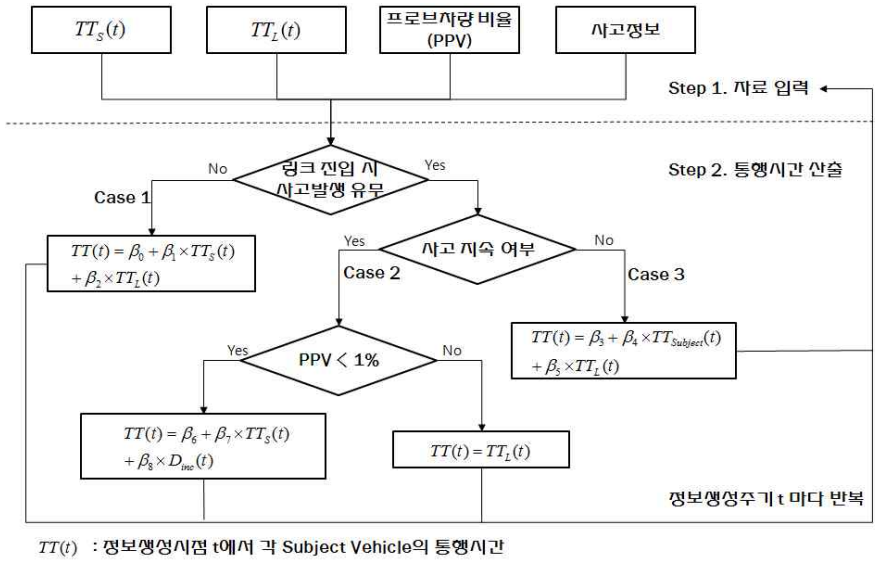 TT_S(t)
TT_L(t)
프로브차량 비율
(PPV)
사고정보
Step 1. 자료 입력
링크 진입 시
사고발생 유무
No
Yes
Step 2. 통행시간 산출
Case 1
TT(t) = β_0 + β_1 × TT_S(t)
+ β_2 × TT_L(t)
사고 지속 여부
Yes
No
Case 2
Case 3
TT(t) = β_3 + β_4 × TT_Subject(t)
+ β_5 × TT_L(t)
PPV < 1%
Yes
No
TT(t) = β_6 + β_7 × TT_S(t)
+ β_8 × D_inc(t)
TT(t) = TT_L(t)
정보생성주기 t 마다 반복
TT(t) : 정보생성시점 t에서 각 Subject Vehicle의 통행시간